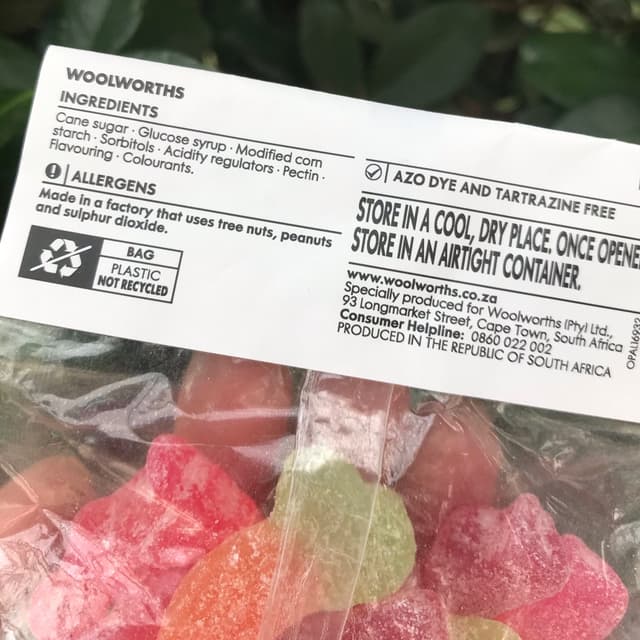 WOOLWORTHS
INGREDIENTS
Cane sugar · Glucose syrup · Modified corn
starch · Sorbitols · Acidity regulators · Pectin ·
Flavouring · Colourants.
! ALLERGENS
Made in a factory that uses tree nuts, peanuts
and sulphur dioxide.
BAG
PLASTIC
NOT RECYCLED
AZO DYE AND TARTRAZINE FREE
STORE IN A COOL, DRY PLACE. ONCE OPENE
STORE IN AN AIRTIGHT CONTAINER.
www.woolworths.co.za
Specially produced for Woolworths (Pty) Ltd.,
93 Longmarket Street, Cape Town, South Africa
Consumer Helpline: 0860 022 002
PRODUCED IN THE REPUBLIC OF SOUTH AFRICA